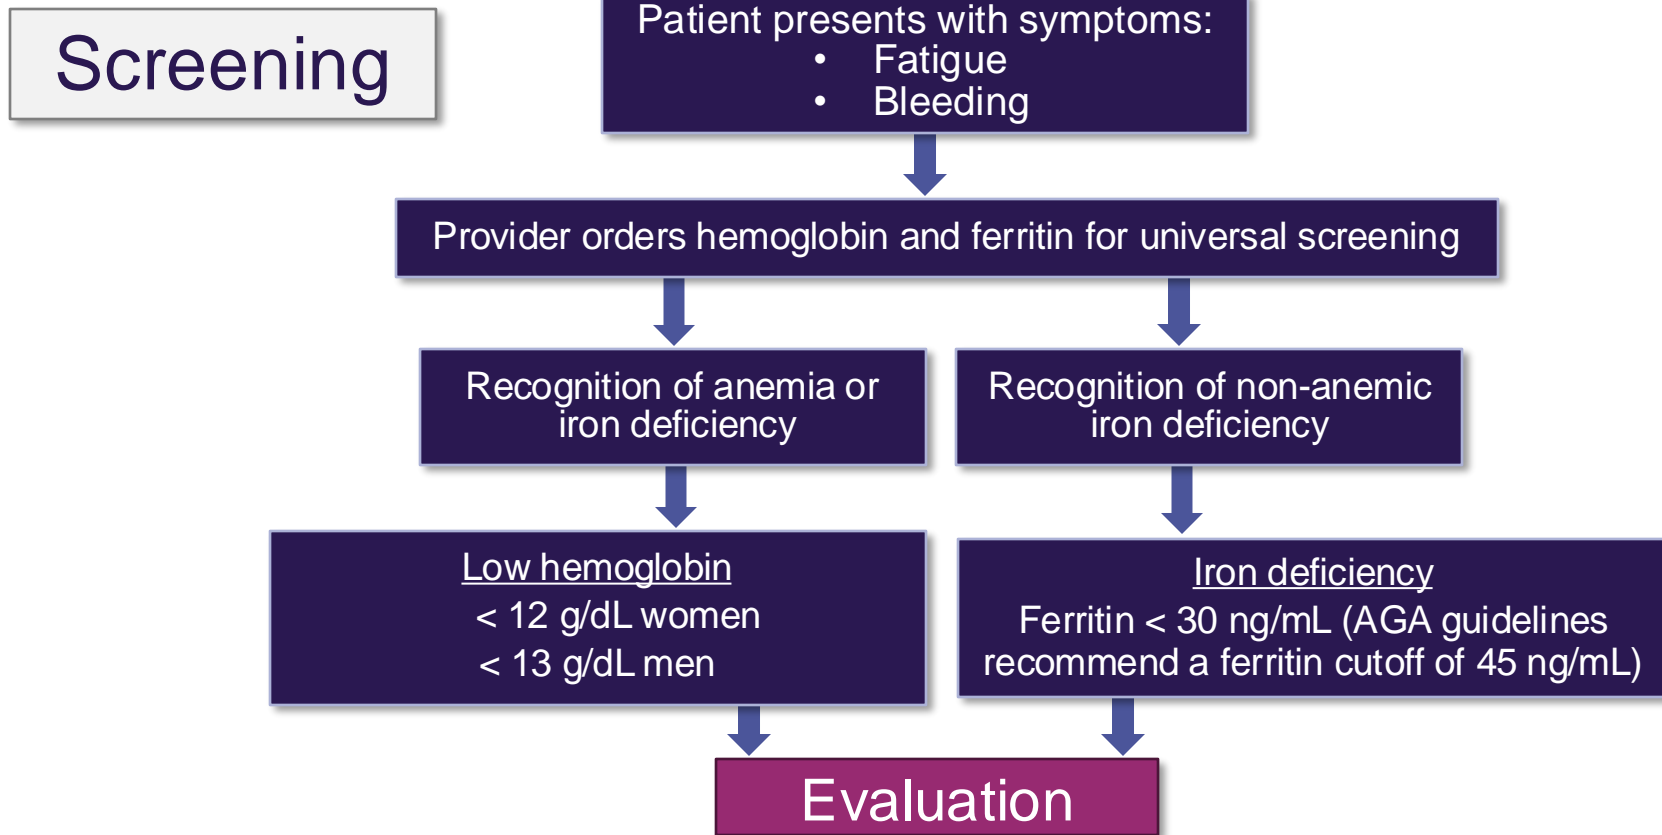 Screening
Patient presents with symptoms:
• Fatigue
• Bleeding
Provider orders hemoglobin and ferritin for universal screening
Recognition of anemia or
iron deficiency
Recognition of non-anemic
iron deficiency
Low hemoglobin
< 12 g/dL women
< 13 g/dL men
Iron deficiency
Ferritin < 30 ng/mL (AGA guidelines
recommend a ferritin cutoff of 45 ng/mL)
Evaluation